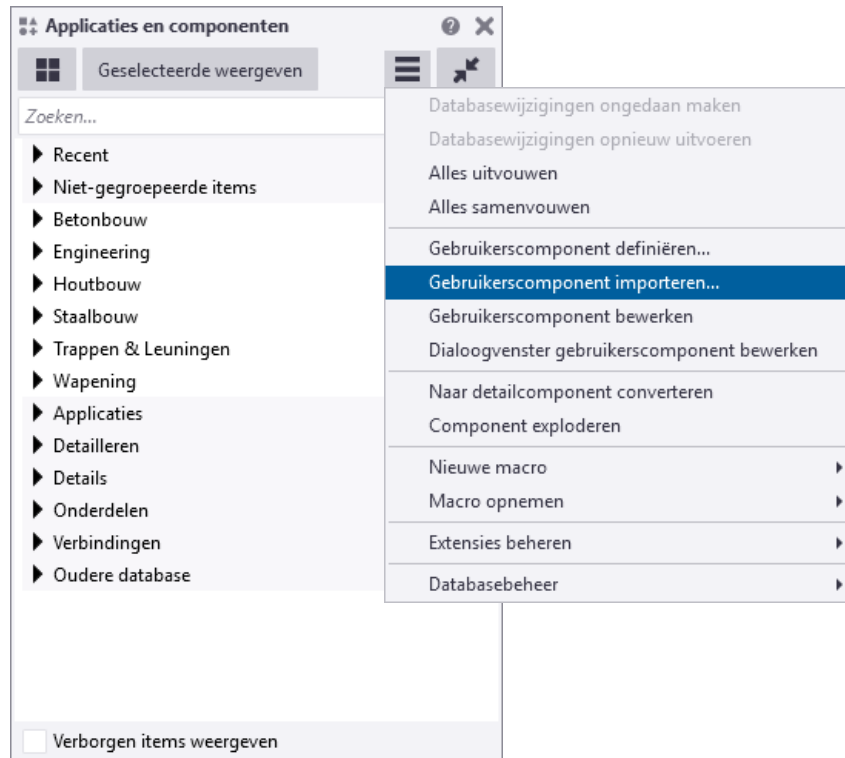 Applicaties en componenten
Geselecteerde weergeven
Zoeken...
Recent
Niet-gegroepeerde items
Betonbouw
Engineering
Houtbouw
Staalbouw
Trappen & Leuningen
Wapening
Applicaties
Detailleren
Details
Onderdelen
Verbindingen
Oudere database
Verborgen items weergeven
Databasewijzigingen ongedaan maken
Databasewijzigingen opnieuw uitvoeren
Alles uitvouwen
Alles samenvouwen
Gebruikerscomponent definiëren...
Gebruikerscomponent importeren...
Gebruikerscomponent bewerken
Dialoogvenster gebruikerscomponent bewerken
Naar detailcomponent converteren
Component exploderen
Nieuwe macro
Macro opnemen
Extensies beheren
Databasebeheer